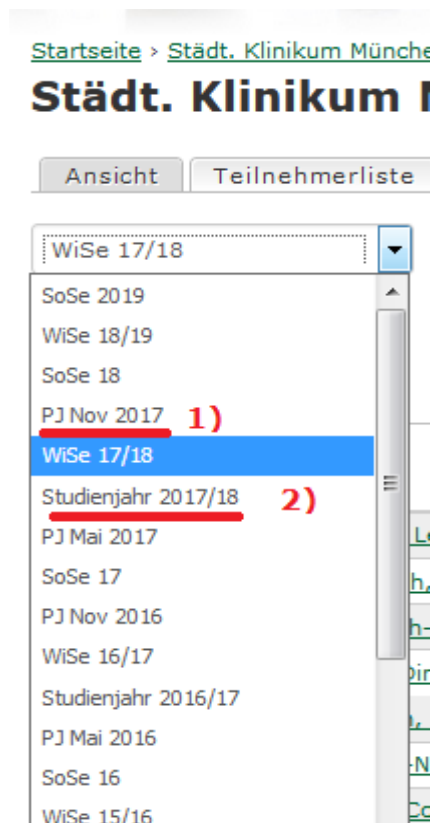 Startseite › Städt. Klinikum Münche
Städt. Klinikum
Ansicht Teilnehmerliste
WiSe 17/18
SoSe 2019
WiSe 18/19
SoSe 18
PJ Nov 2017 1)
WiSe 17/18
Studienjahr 2017/18 2)
PJ Mai 2017
SoSe 17
PJ Nov 2016
WiSe 16/17
Studienjahr 2016/17
PJ Mai 2016
SoSe 16
WiSe 15/16